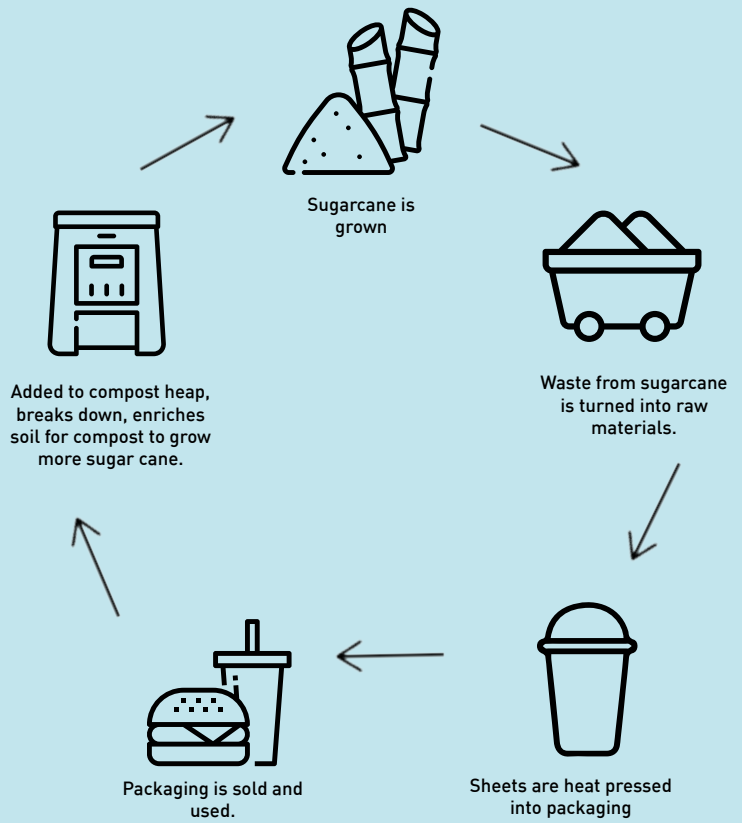 Sugarcane is
grown
Waste from sugarcane
is turned into raw
materials.
Sheets are heat pressed
into packaging
Packaging is sold and
used.
Added to compost heap,
breaks down, enriches
soil for compost to grow
more sugar cane.